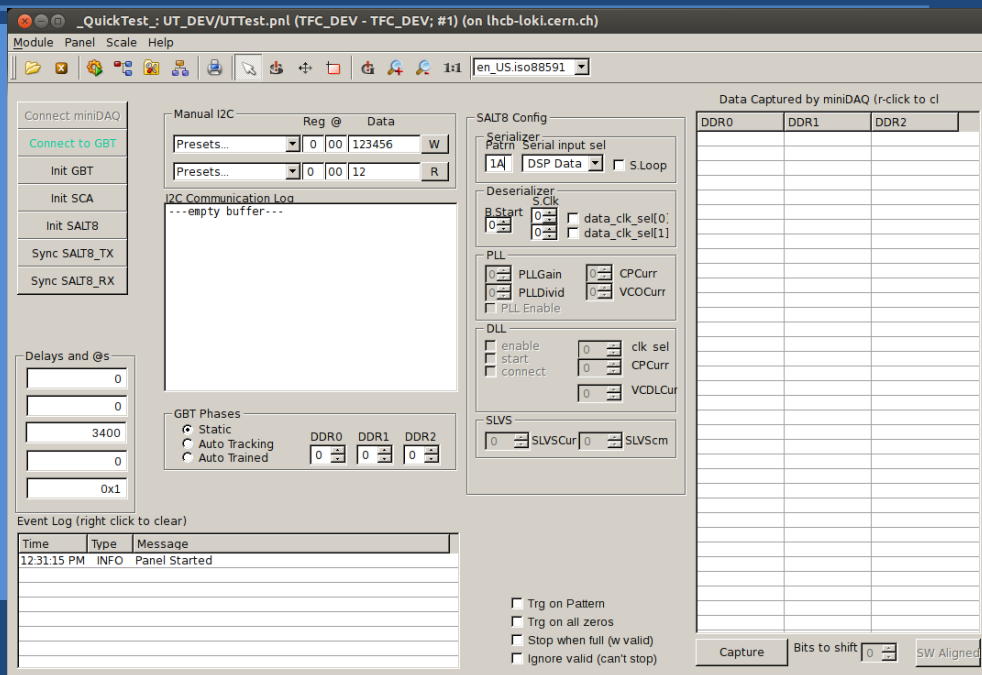 _QuickTest_: UT_DEV/UTTest.pnl (TFC_DEV - TFC_DEV; #1) (on lhcb-loki.cern.ch)
Module Panel Scale Help
1:1 en_US.iso88591
Connect miniDAQ
Connect to GBT
Init GBT
Init SCA
Init SALT8
Sync SALT8_TX
Sync SALT8_RX
Delays and @s
0
0
3400
0
0x1
Manual I2C
Reg @ Data
Presets... 0 00 123456 W
Presets... 0 00 12 R
I2C Communication Log
---empty buffer---
GBT Phases
Static
Auto Tracking
Auto Trained
DDR0 DDR1 DDR2
0 0 0
SALT8 Config
Serializer
Patrn Serial input sel
1A DSP Data S.Loop
Deserializer
S.Clk
B.Start
0 0 data_clk_sel[0]
0 data_clk_sel[1]
PLL
0 PLLGain 0 CPCurr
0 PLLDivid 0 VCOCurr
PLL Enable
DLL
enable 0 clk sel
start
connect 0 CPCurr
0 VCDLCur
SLVS
0 SLVSCur 0 SLVScm
Data Captured by miniDAQ (r-click to cl
DDR0 DDR1 DDR2
Event Log (right click to clear)
Time Type Message
12:31:15 PM INFO Panel Started
Trg on Pattern
Trg on all zeros
Stop when full (w valid)
Ignore valid (can't stop)
Capture Bits to shift 0 SW Aligned